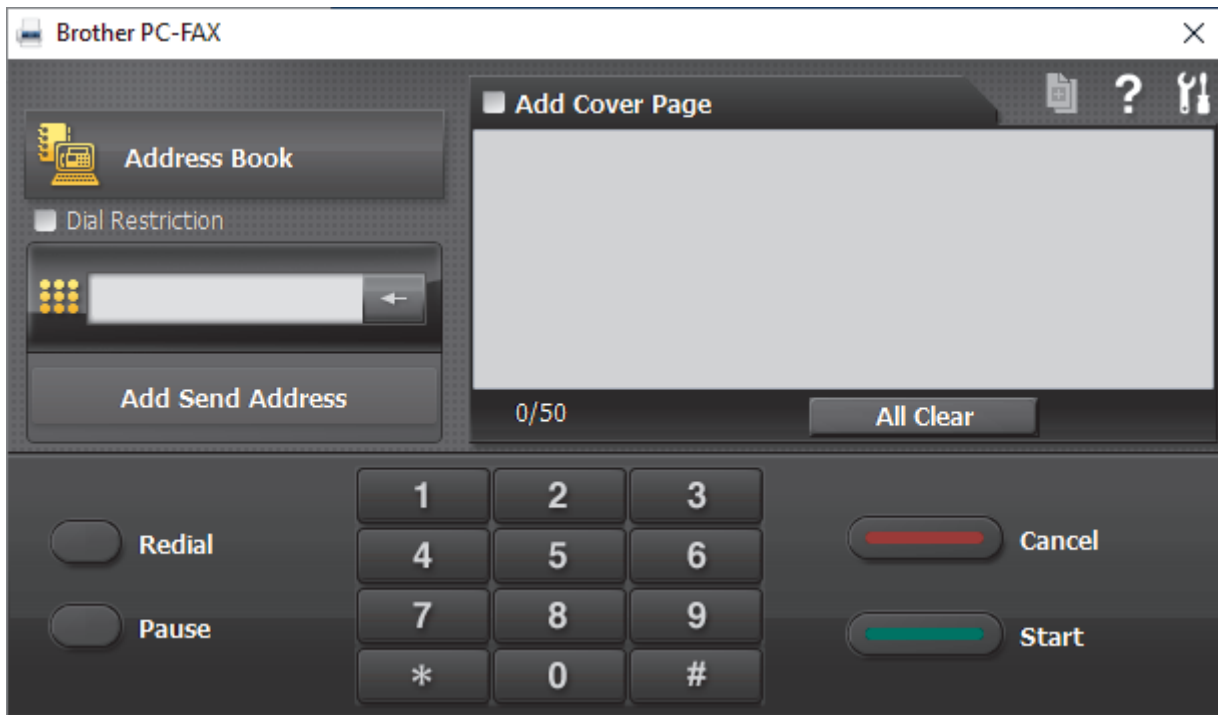 Brother PC-FAX
Add Cover Page
?
Address Book
Dial Restriction
Add Send Address
0/50
All Clear
1 2 3
Redial
4 5 6
Cancel
Pause
7 8 9
Start
* 0 #